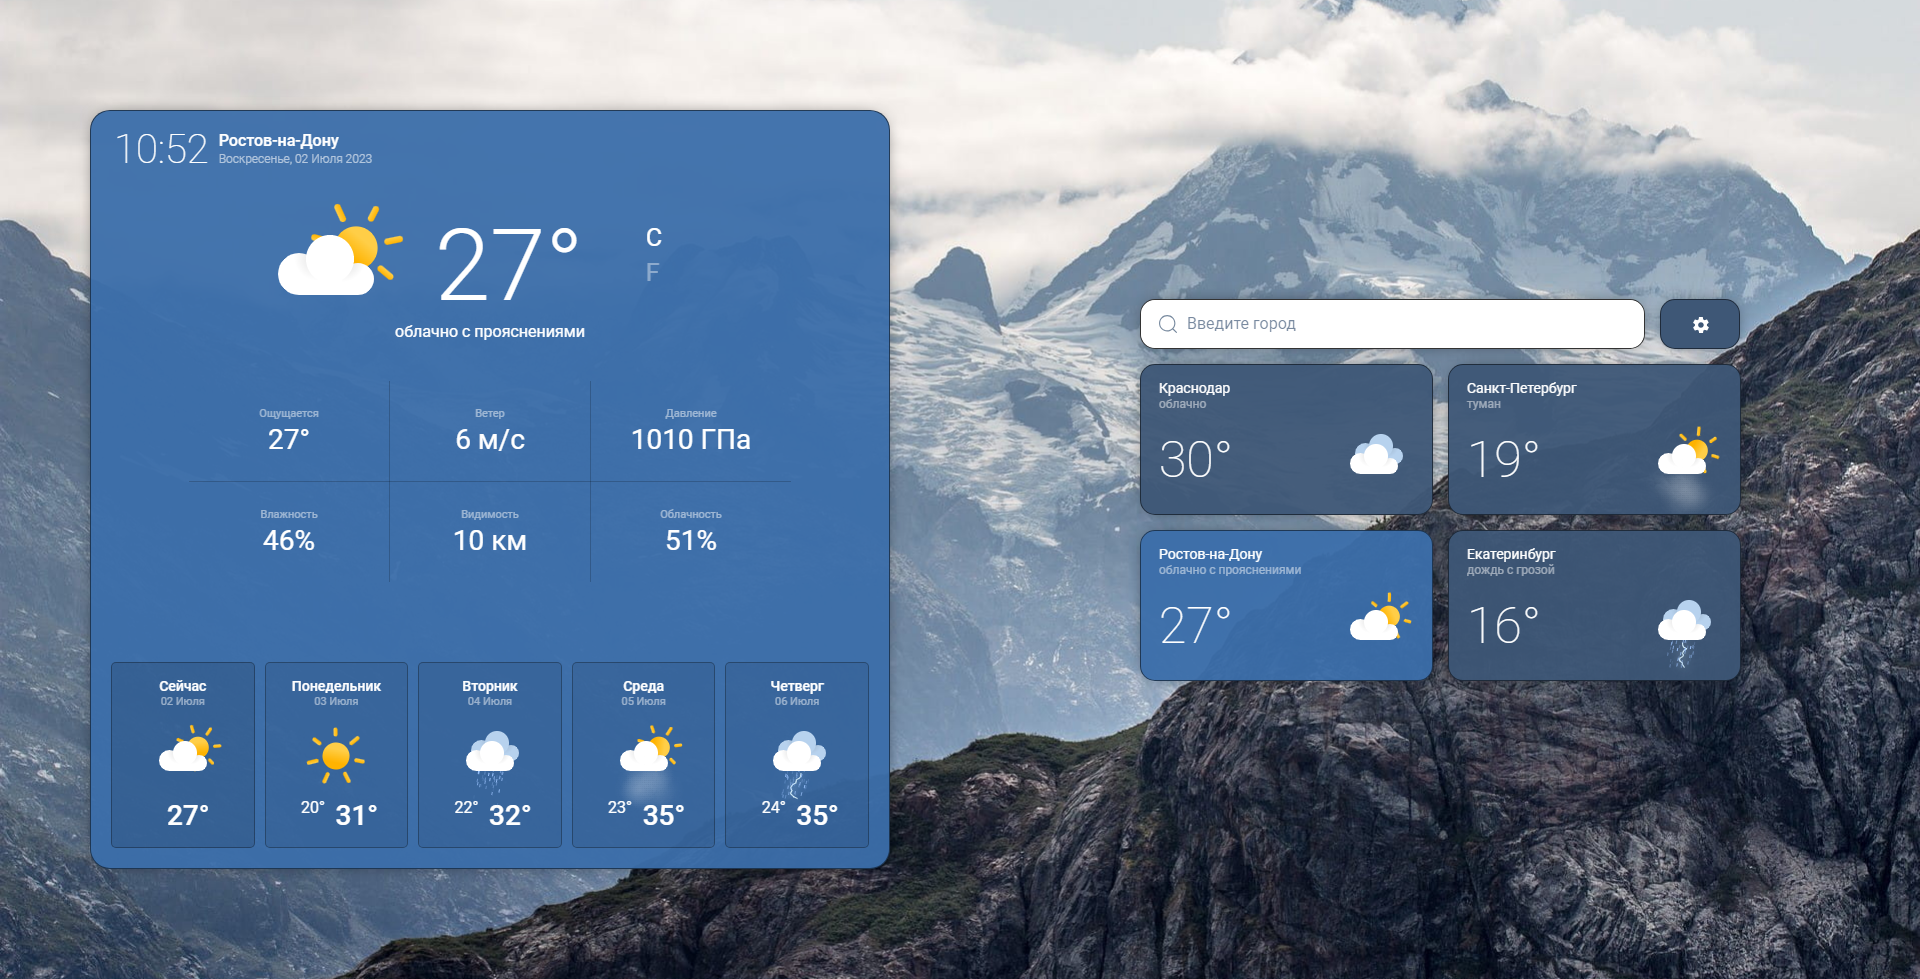 10:52
Ростов-на-Дону
Воскресенье, 02 Июля 2023
27°
C
F
облачно с прояснениями
Ощущается
27°
Ветер
6 м/с
Давление
1010 ГПа
Влажность
46%
Видимость
10 км
Облачность
51%
Сейчас
02 Июля
27°
Понедельник
03 Июля
20° 31°
Вторник
04 Июля
22° 32°
Среда
05 Июля
23° 35°
Четверг
06 Июля
24° 35°
Введите город
Краснодар
облачно
30°
Санкт-Петербург
туман
19°
Ростов-на-Дону
облачно с прояснениями
27°
Екатеринбург
дождь с грозой
16°